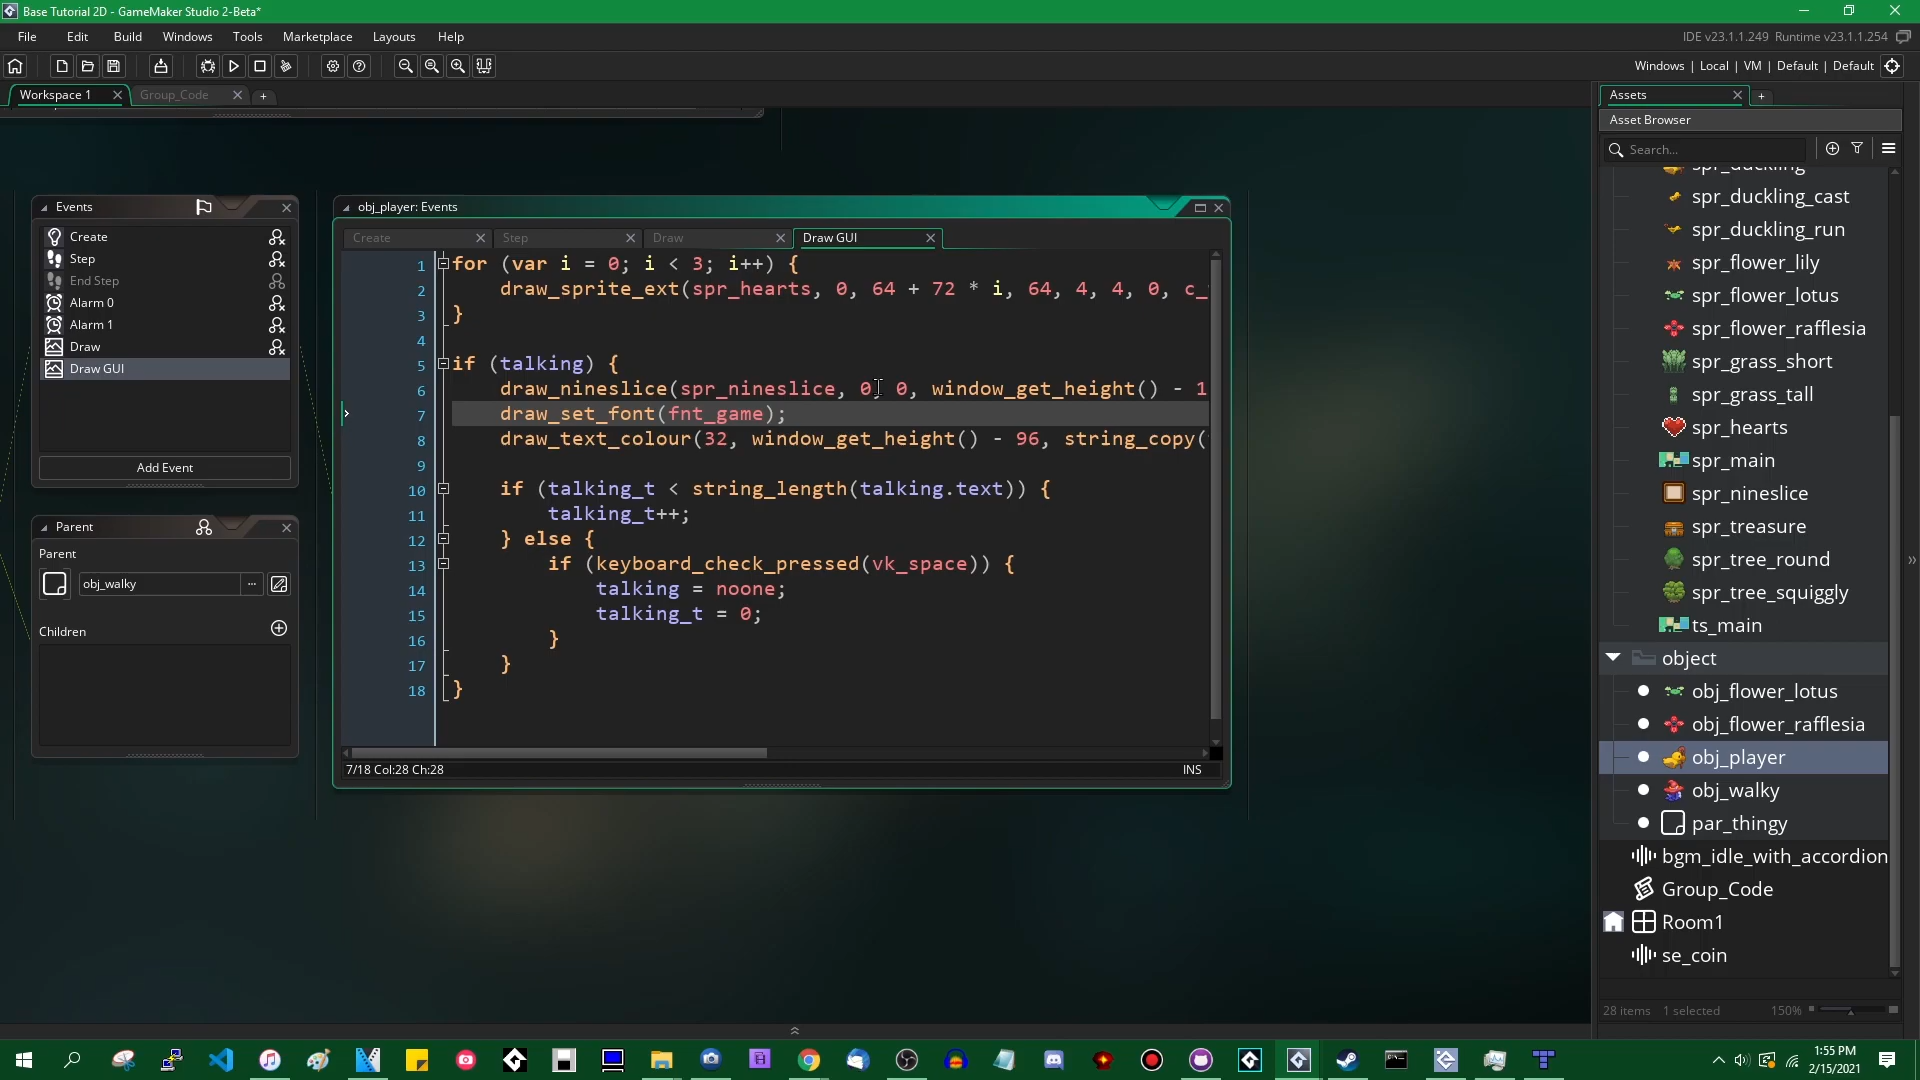 Base Tutorial 2D - GameMaker Studio 2-Beta*
File Edit Build Windows Tools Marketplace Layouts Help
IDE v23.1.1.249 Runtime v23.1.1.254
Windows | Local | VM | Default | Default
Workspace 1
Group_Code
Events
Create
Step
End Step
Alarm 0
Alarm 1
Draw
Draw GUI
Add Event
Parent
Parent
obj_walky
...
Children
obj_player: Events
Create
Step
Draw
Draw GUI
1 for (var i = 0; i < 3; i++) {
2 draw_sprite_ext(spr_hearts, 0, 64 + 72 * i, 64, 4, 4, 0, c_
3 }
4
5 if (talking) {
6 draw_nineslice(spr_nineslice, 0, 0, window_get_height() - 1
7 draw_set_font(fnt_game);
8 draw_text_colour(32, window_get_height() - 96, string_copy(
9
10 if (talking_t < string_length(talking.text)) {
11 talking_t++;
12 } else {
13 if (keyboard_check_pressed(vk_space)) {
14 talking = noone;
15 talking_t = 0;
16 }
17 }
18 }
7/18 Col:28 Ch:28
INS
Assets
Asset Browser
Search...
spr_duckling
spr_duckling_cast
spr_duckling_run
spr_flower_lily
spr_flower_lotus
spr_flower_rafflesia
spr_grass_short
spr_grass_tall
spr_hearts
spr_main
spr_nineslice
spr_treasure
spr_tree_round
spr_tree_squiggly
ts_main
object
obj_flower_lotus
obj_flower_rafflesia
obj_player
obj_walky
par_thingy
bgm_idle_with_accordion
Group_Code
Room1
se_coin
28 items 1 selected 150%
1:55 PM
2/15/2021